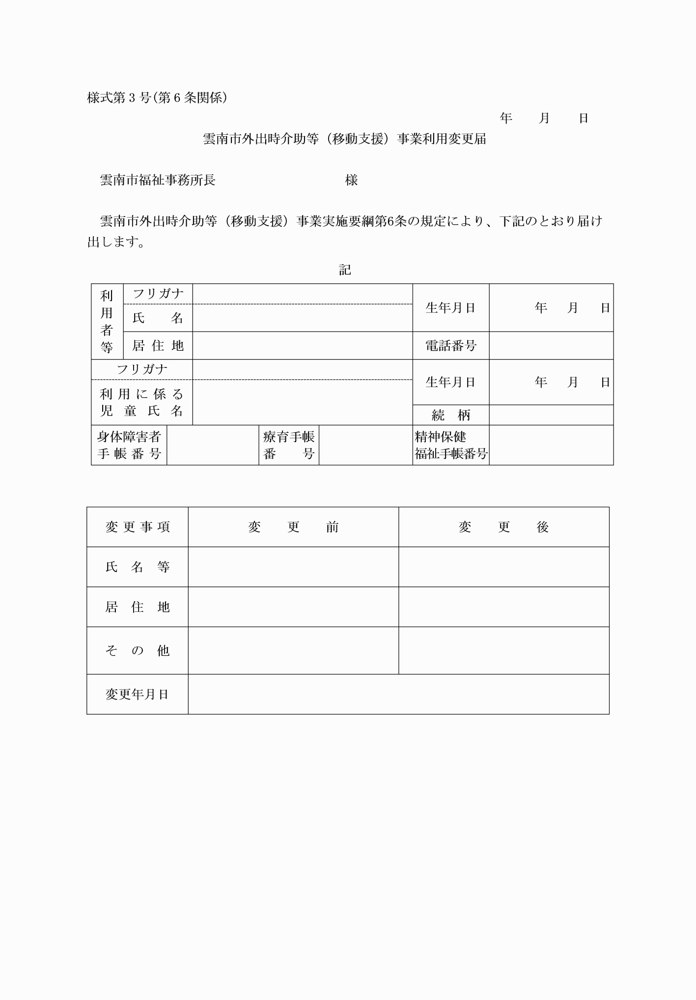 様式第3号(第6条関係)
年　　月　　日
雲南市外出時介助等（移動支援）事業利用変更届
雲南市福祉事務所長　　　　　　　　　　様
雲南市外出時介助等（移動支援）事業実施要綱第6条の規定により、下記のとおり届け
出します。
記
利用者等
フリガナ
氏　　名
生年月日
年　月　日
居住地
電話番号
フリガナ
利用に係る
児童氏名
生年月日
年　月　日
続　柄
身体障害者
手帳番号
療育手帳
番　　号
精神保健
福祉手帳番号
変更事項
変　更　前
変　更　後
氏　名　等
居　住　地
そ　の　他
変更年月日